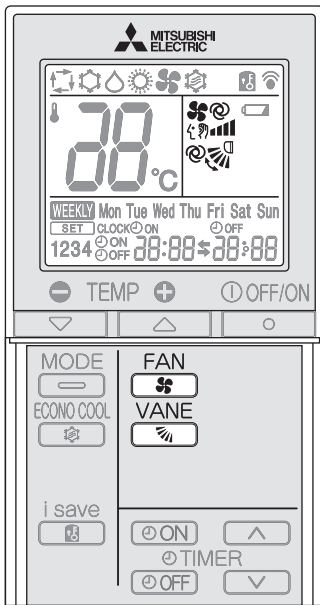 MITSUBISHI
ELECTRIC
88°C
WEEKLY Mon Tue Wed Thu Fri Sat Sun
SET CLOCK ON OFF
1234 ON OFF 88:88 88:88
TEMP OFF/ON
MODE FAN
ECONO COOL VANE
i save
ON
TIMER
OFF